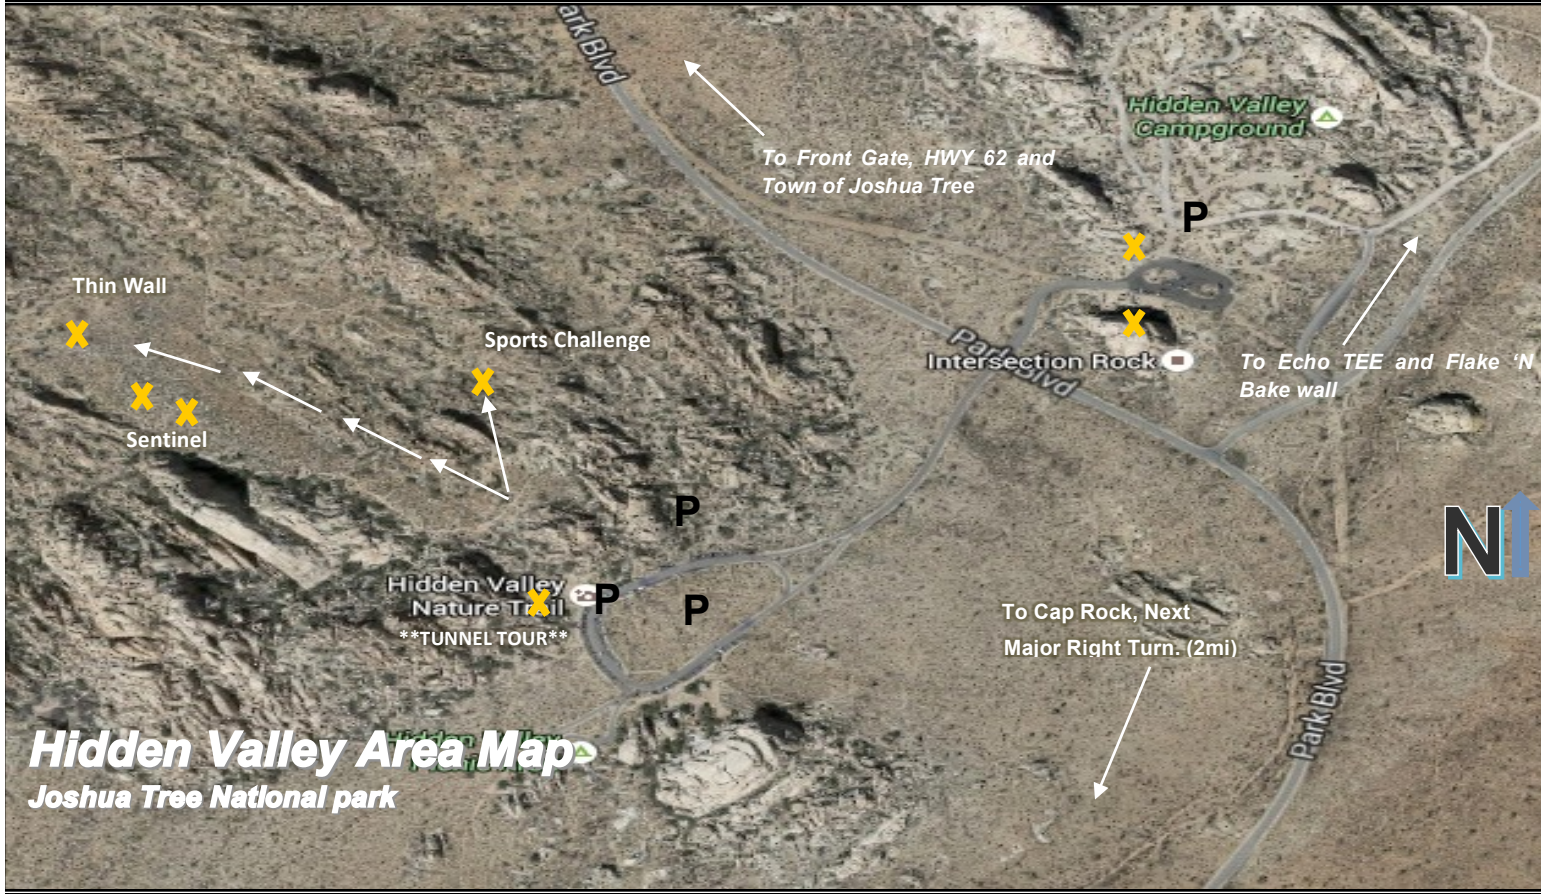 Park Blvd
To Front Gate, HWY 62 and
Town of Joshua Tree
Hidden Valley
Campground
P
X
Thin Wall
X
Sports Challenge
X
X
Park Blvd
Intersection Rock
To Echo TEE and Flake ‘N
Bake wall
X
X
Sentinel
P
N
Hidden Valley
Nature Trail
X
P
P
**TUNNEL TOUR**
To Cap Rock, Next
Major Right Turn. (2mi)
Park Blvd
Hidden Valley
Hidden Valley Area Map
Joshua Tree National park